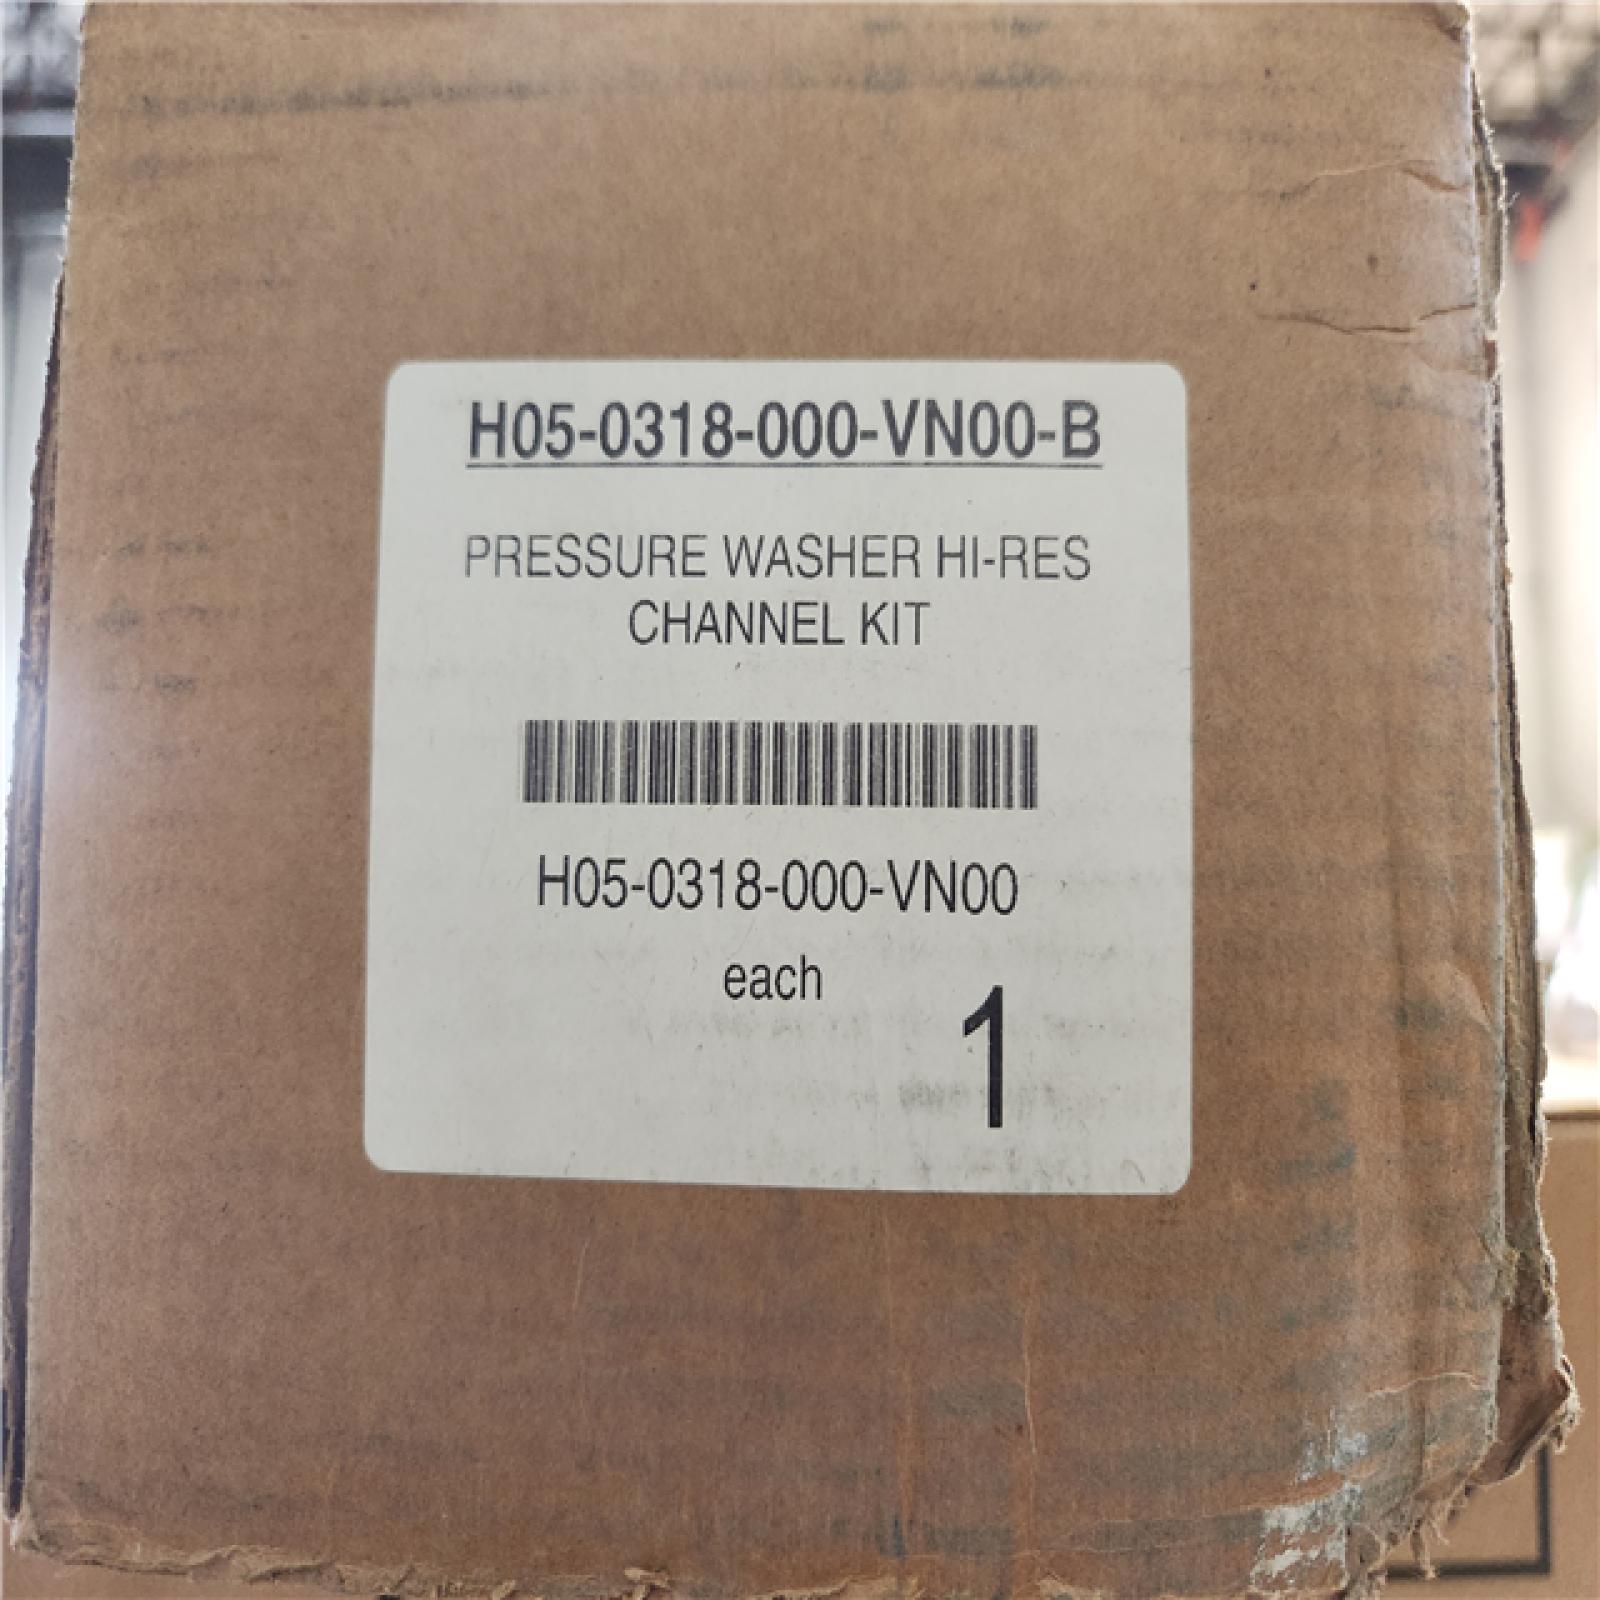 H05-0318-000-VN00-B
PRESSURE WASHER HI-RES
CHANNEL KIT
H05-0318-000-VN00
each
1